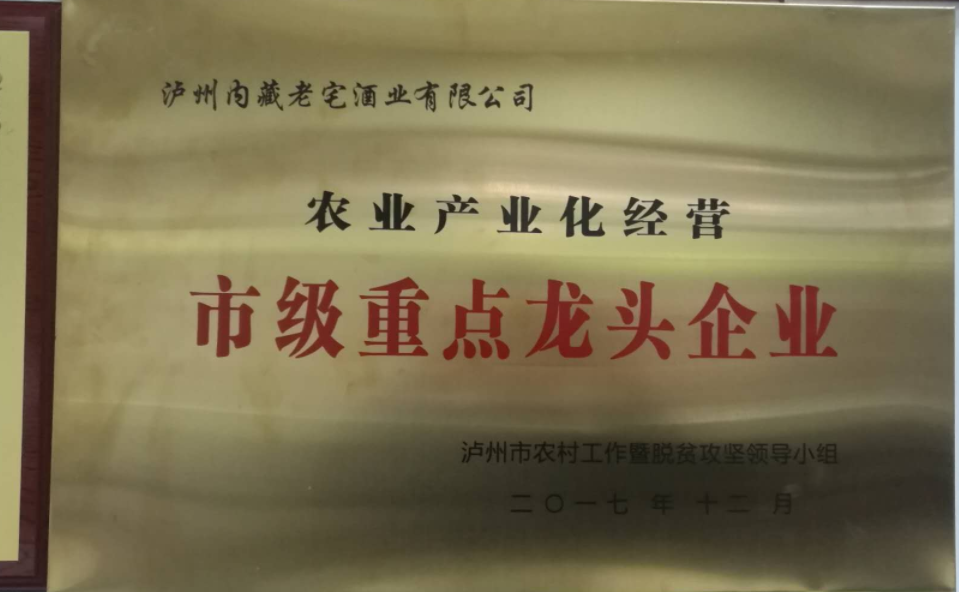 泸州内藏老宅酒业有限公司
农业产业化经营
市级重点龙头企业
泸州市农村工作暨脱贫攻坚领导小组
二〇一七年十二月